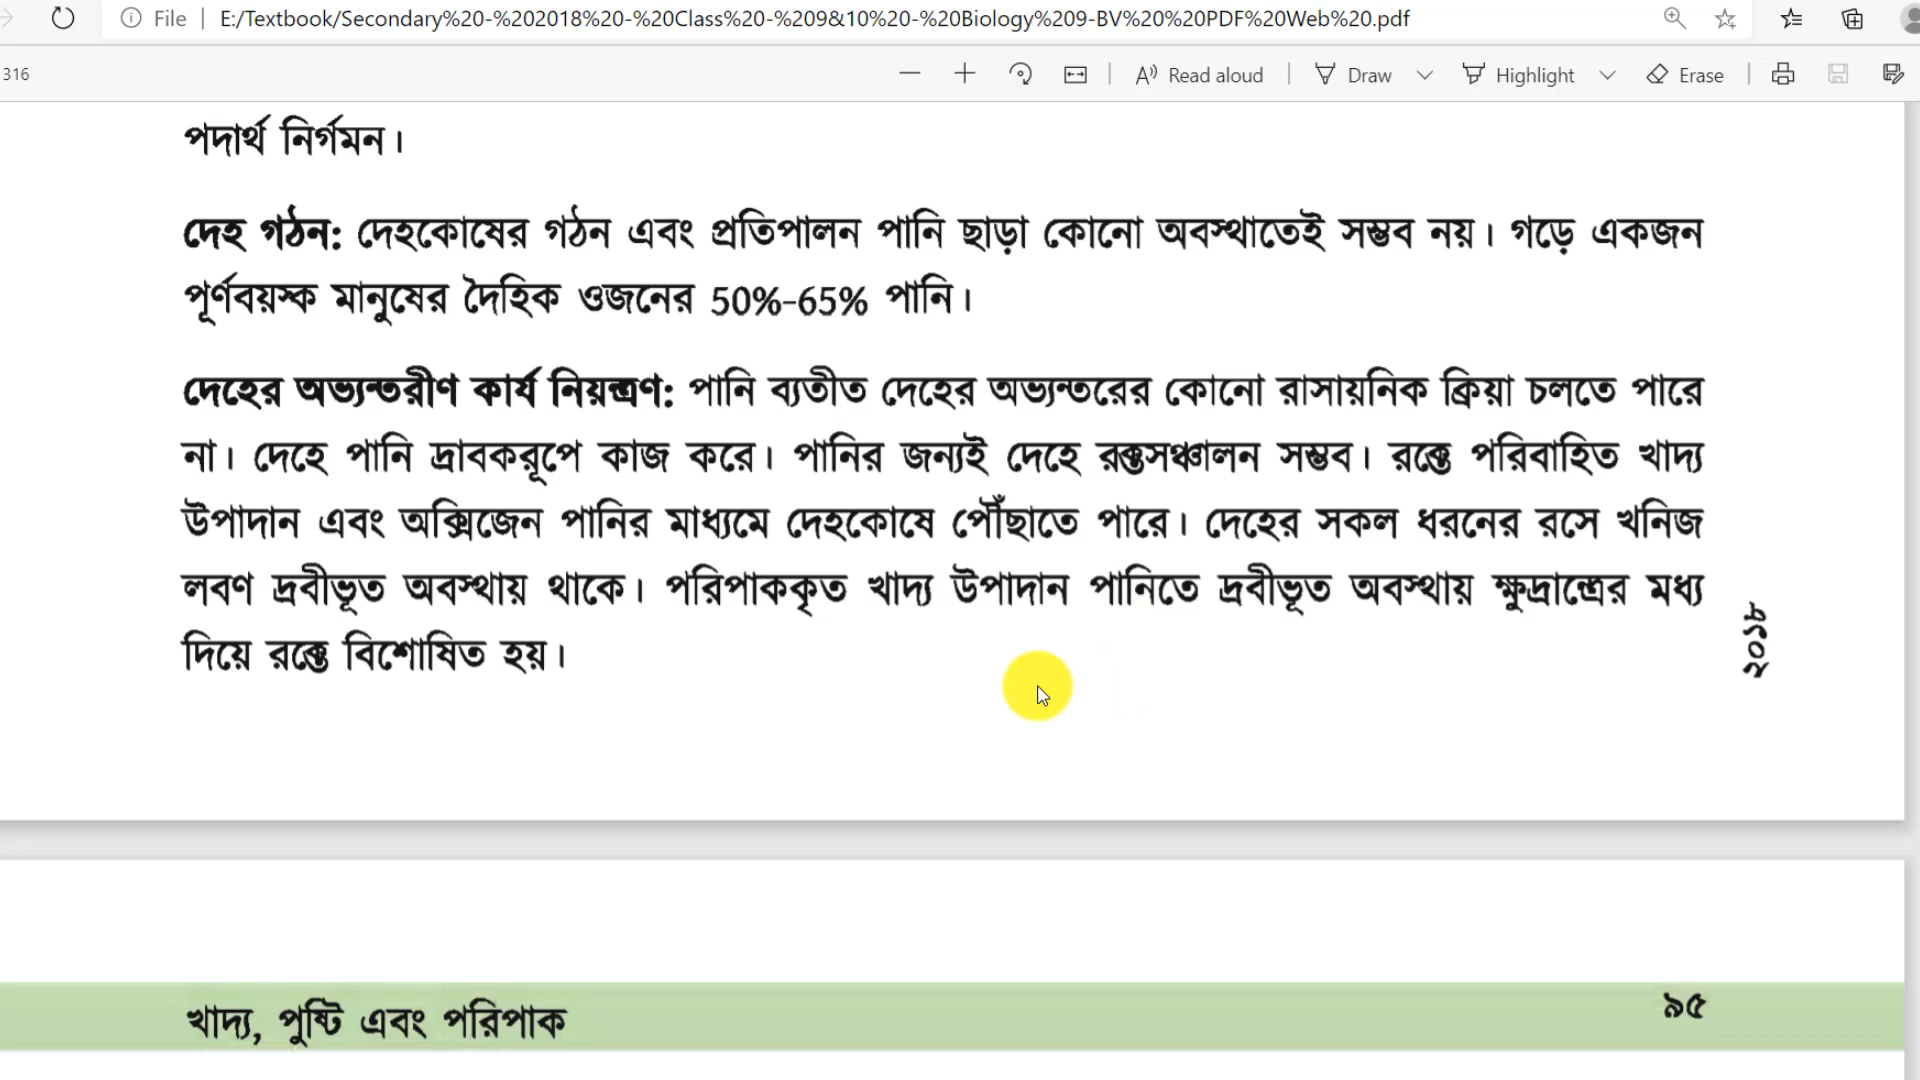 File | E:/Textbook/Secondary%20-%202018%20-%20Class%20-%209&10%20-%20Biology%209-BV%20%20PDF%20Web%20.pdf
316
Read aloud | Draw Highlight Erase
পদার্থ নির্গমন।
দেহ গঠন: দেহকোষের গঠন এবং প্রতিপালন পানি ছাড়া কোনো অবস্থাতেই সম্ভব নয়। গড়ে একজন
পূর্ণবয়স্ক মানুষের দৈহিক ওজনের 50%-65% পানি।
দেহের অভ্যন্তরীণ কার্য নিয়ন্ত্রণ: পানি ব্যতীত দেহের অভ্যন্তরের কোনো রাসায়নিক ক্রিয়া চলতে পারে
না। দেহে পানি দ্রাবকরূপে কাজ করে। পানির জন্যই দেহে রক্তসঞ্চালন সম্ভব। রক্তে পরিবাহিত খাদ্য
উপাদান এবং অক্সিজেন পানির মাধ্যমে দেহকোষে পৌঁছাতে পারে। দেহের সকল ধরনের রসে খনিজ
লবণ দ্রবীভূত অবস্থায় থাকে। পরিপাককৃত খাদ্য উপাদান পানিতে দ্রবীভূত অবস্থায় ক্ষুদ্রান্ত্রের মধ্য
দিয়ে রক্তে বিশোষিত হয়।
২০১৮
খাদ্য, পুষ্টি এবং পরিপাক
৯৫